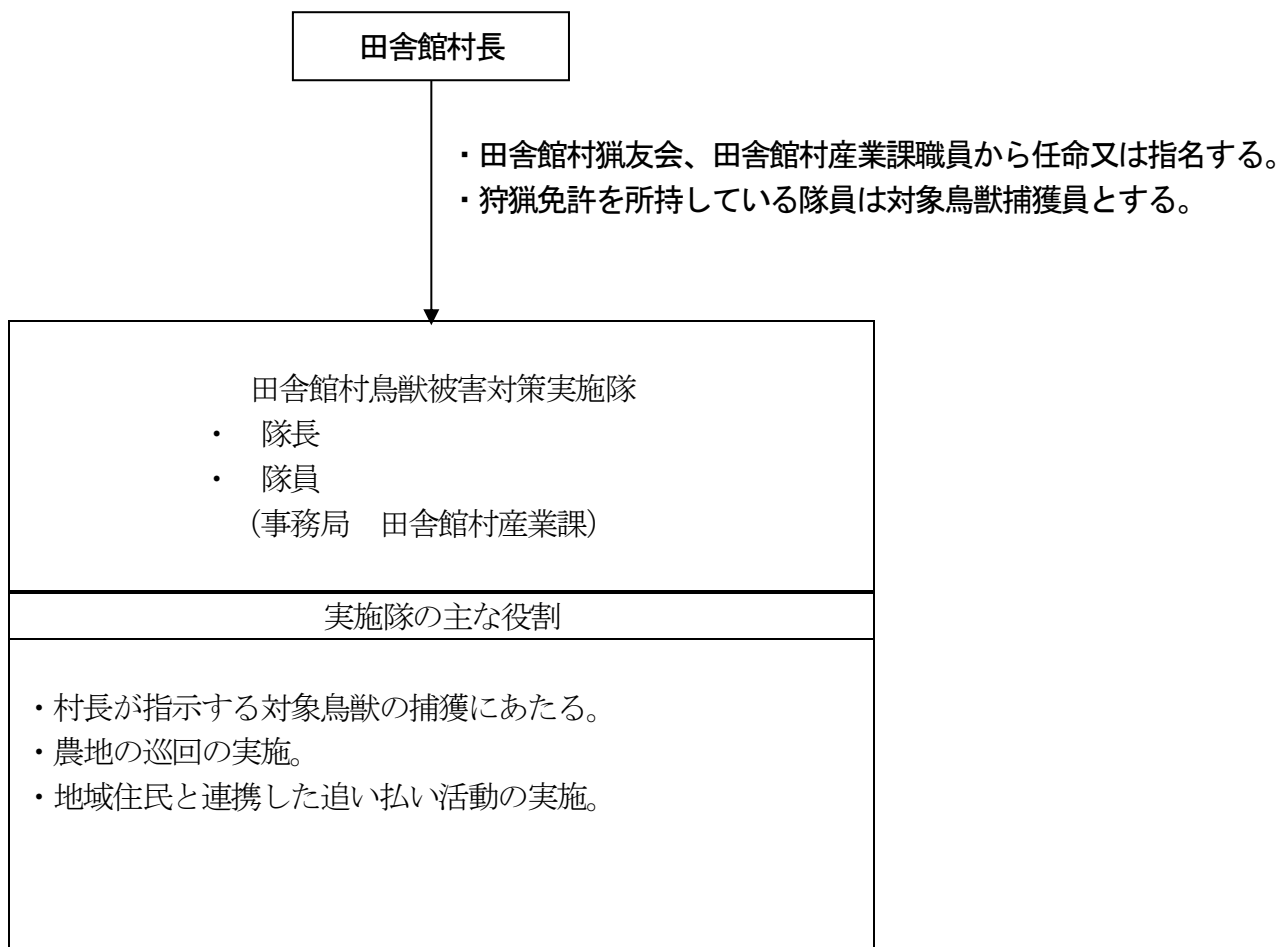 田舎館村長
・田舎館村猟友会、田舎館村産業課職員から任命又は指名する。
・狩猟免許を所持している隊員は対象鳥獣捕獲員とする。
田舎館村鳥獣被害対策実施隊
・　隊長
・　隊員
(事務局　田舎館村産業課)
実施隊の主な役割
・村長が指示する対象鳥獣の捕獲にあたる。
・農地の巡回の実施。
・地域住民と連携した追い払い活動の実施。